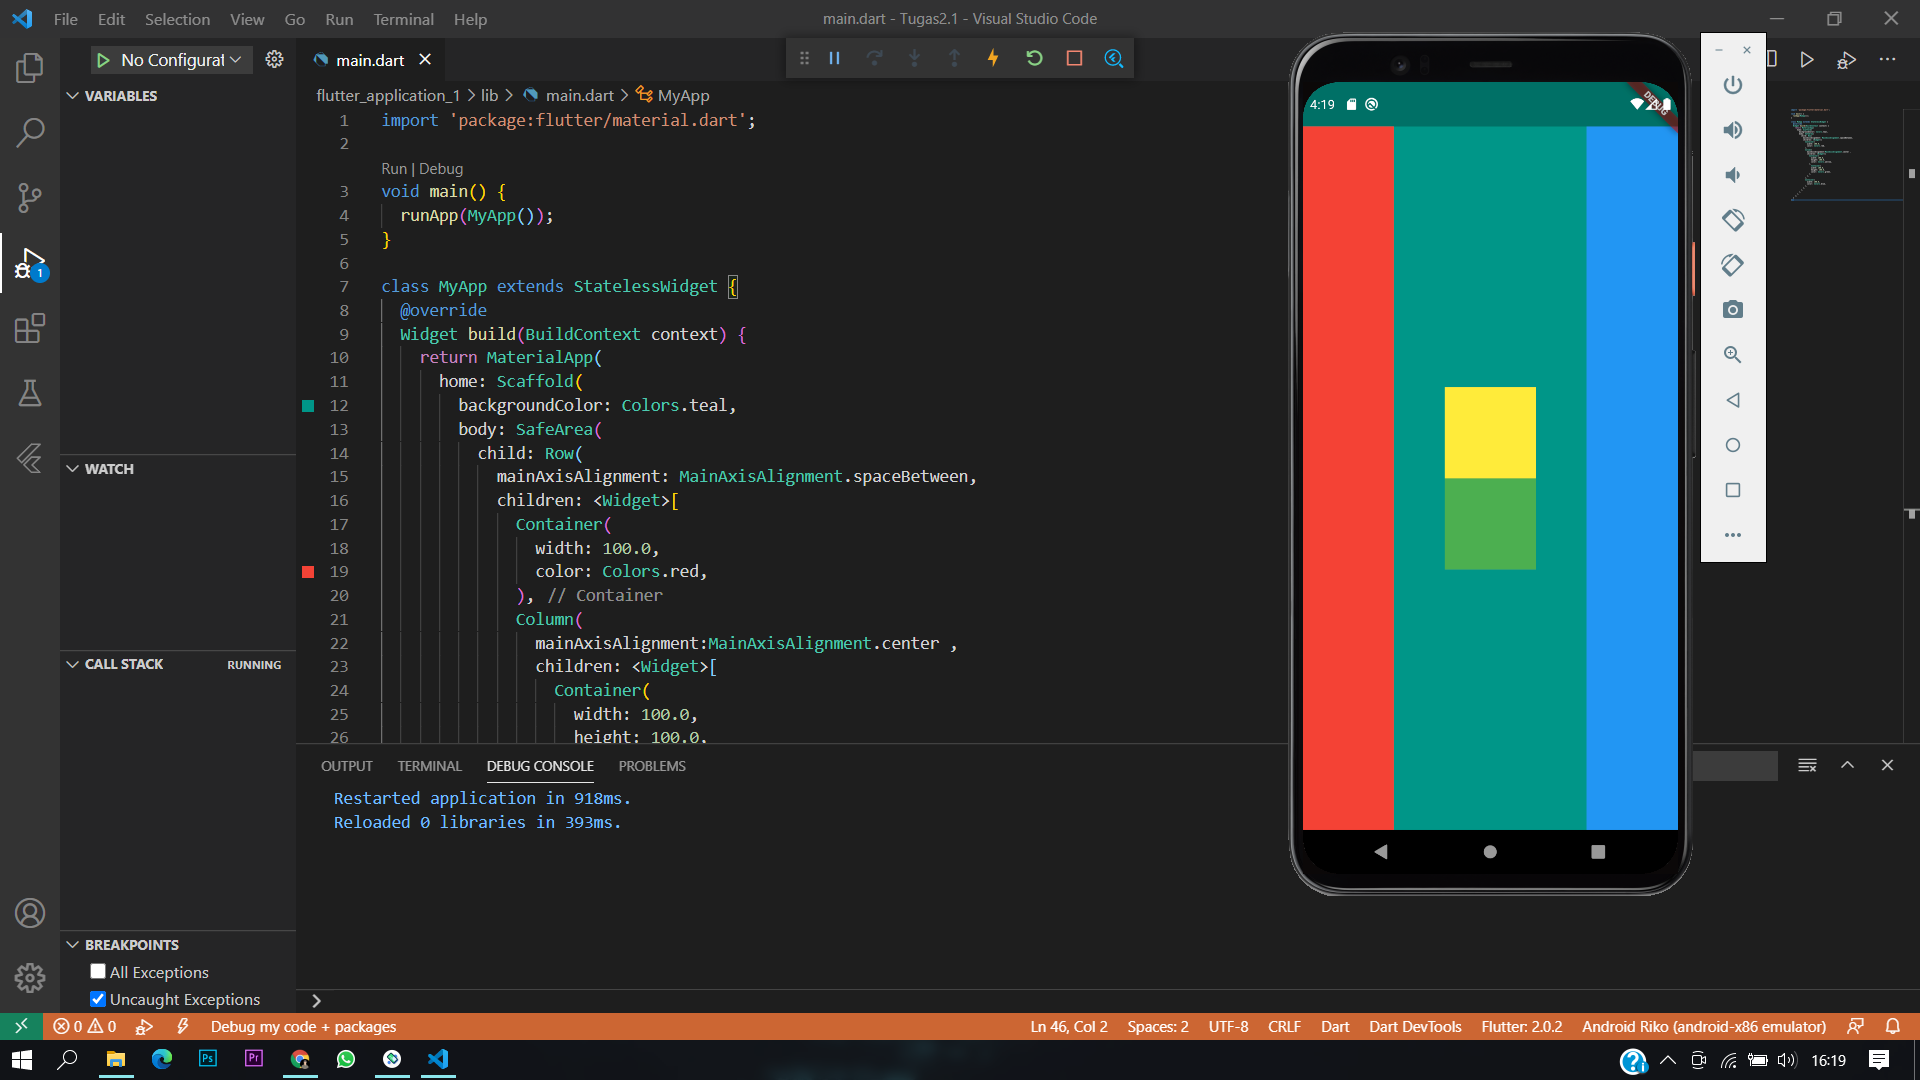 File Edit Selection View Go Run Terminal Help
main.dart - Tugas2.1 - Visual Studio Code
No Configurat
main.dart
VARIABLES
flutter_application_1 > lib > main.dart > MyApp
1 import 'package:flutter/material.dart';
2
Run | Debug
3 void main() {
4 runApp(MyApp());
5 }
6
7 class MyApp extends StatelessWidget {
8 @override
9 Widget build(BuildContext context) {
10 return MaterialApp(
11 home: Scaffold(
12 backgroundColor: Colors.teal,
13 body: SafeArea(
14 child: Row(
15 mainAxisAlignment: MainAxisAlignment.spaceBetween,
16 children: <Widget>[
17 Container(
18 width: 100.0,
19 color: Colors.red,
20 ), // Container
21 Column(
22 mainAxisAlignment:MainAxisAlignment.center ,
23 children: <Widget>[
24 Container(
25 width: 100.0,
26 height: 100.0,
WATCH
CALL STACK RUNNING
BREAKPOINTS
All Exceptions
Uncaught Exceptions
1
4:19
DEBUG
OUTPUT TERMINAL DEBUG CONSOLE PROBLEMS
Restarted application in 918ms.
Reloaded 0 libraries in 393ms.
0 0 Debug my code + packages
Ln 46, Col 2 Spaces: 2 UTF-8 CRLF Dart Dart DevTools Flutter: 2.0.2 Android Riko (android-x86 emulator)
Ps Pr
16:19